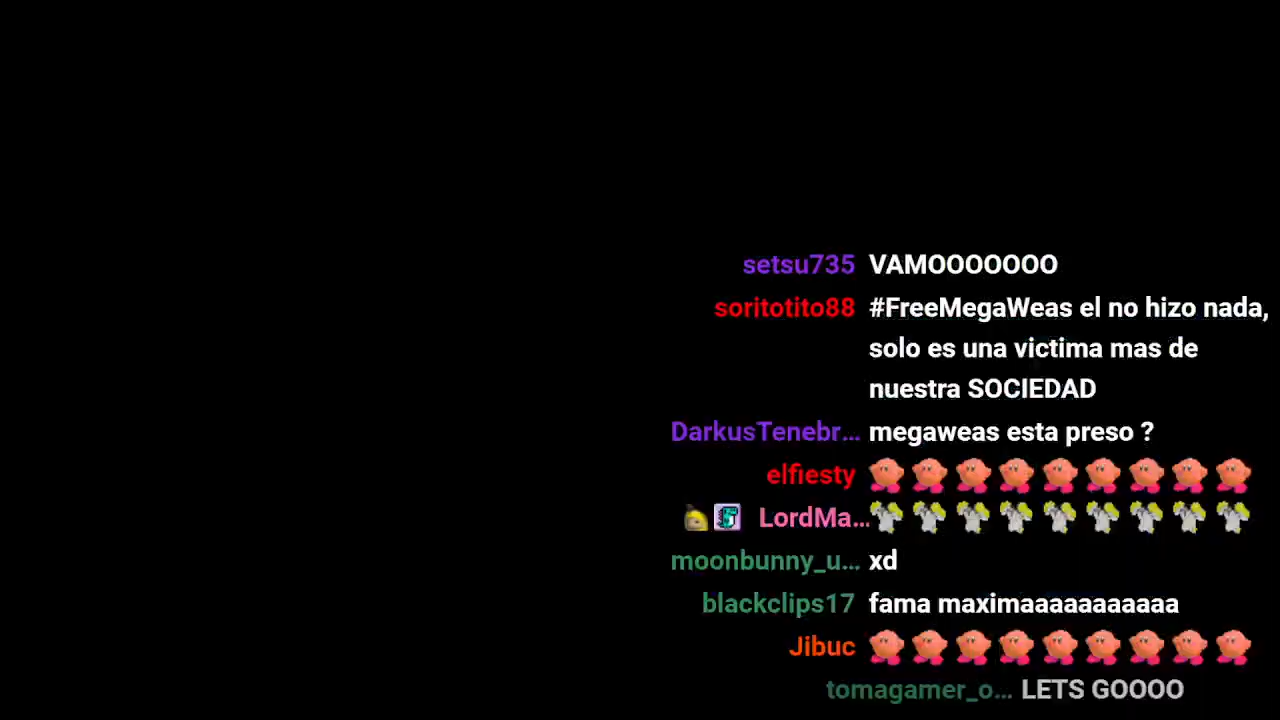 setsu735 VAMOOOOOOO
soritotito88 #FreeMegaWeas el no hizo nada,
solo es una victima mas de
nuestra SOCIEDAD
DarkusTenebr... megaweas esta preso ?
elfiesty
LordMa...
moonbunny_u... xd
blackclips17 fama maximaaaaaaaaaaa
Jibuc
tomagamer_o... LETS GOOOO